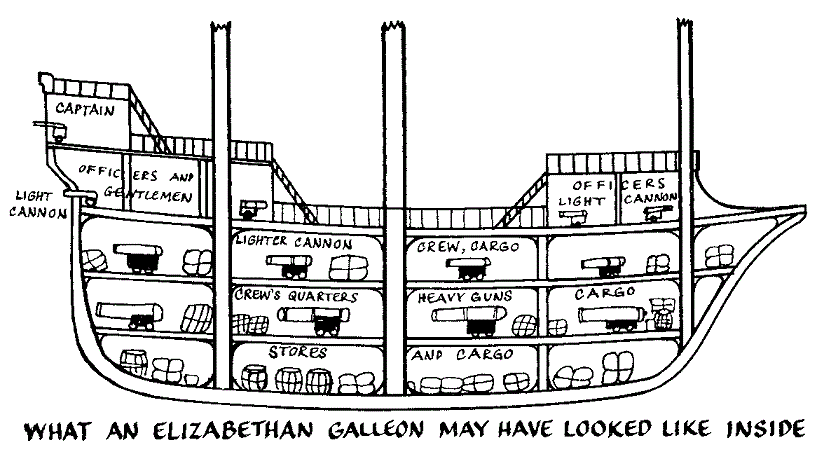 CAPTAIN
OFFICERS AND
GENTLEMEN
LIGHT
CANNON
OFFICERS
LIGHT CANNON
LIGHTER CANNON
CREW, CARGO
CREW'S QUARTERS
HEAVY GUNS
CARGO
STORES
AND CARGO
WHAT AN ELIZABETHAN GALLEON MAY HAVE LOOKED LIKE INSIDE